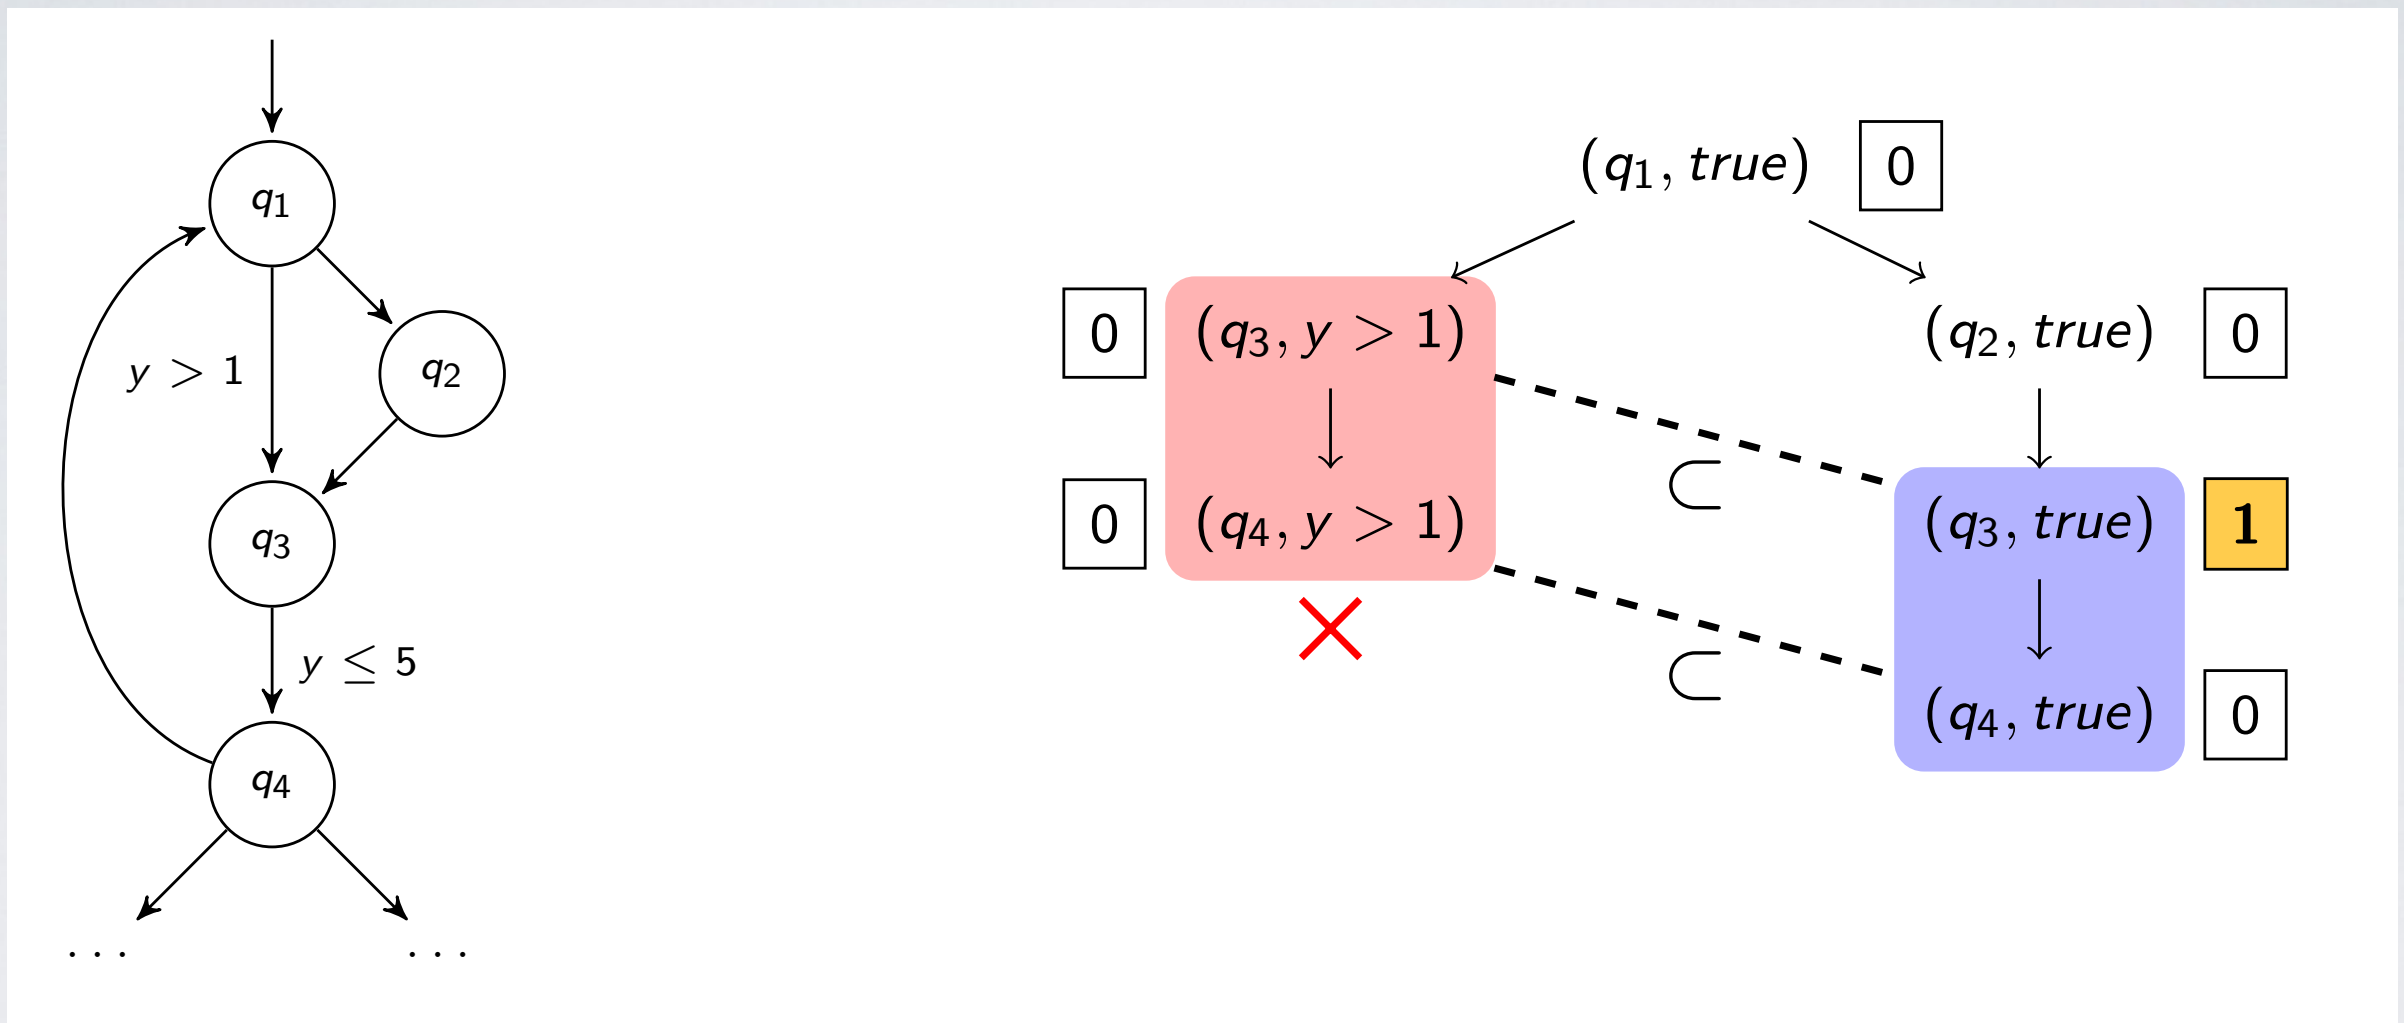 q1
y > 1
q2
q3
y ≤ 5
q4
... ...
(q1, true) 0
0 (q3, y > 1) (q2, true) 0
⊂
0 (q4, y > 1) (q3, true) 1
⊂
(q4, true) 0